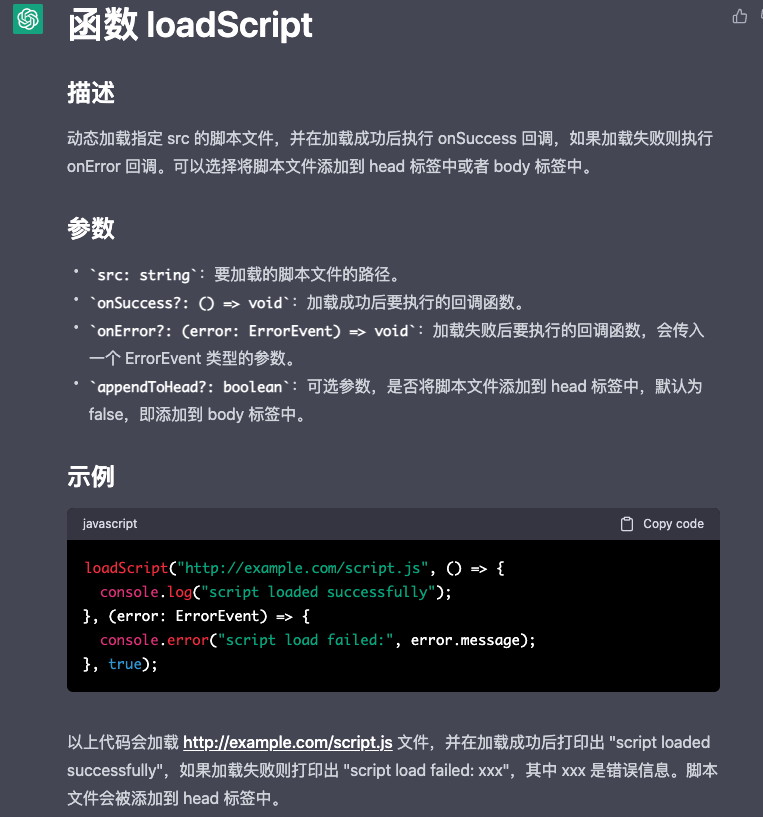 函数 loadScript
描述
动态加载指定 src 的脚本文件，并在加载成功后执行 onSuccess 回调，如果加载失败则执行
onError 回调。可以选择将脚本文件添加到 head 标签中或者 body 标签中。
参数
• `src: string`：要加载的脚本文件的路径。
• `onSuccess?: () => void`：加载成功后要执行的回调函数。
• `onError?: (error: ErrorEvent) => void`：加载失败后要执行的回调函数，会传入
一个 ErrorEvent 类型的参数。
• `appendToHead?: boolean`：可选参数，是否将脚本文件添加到 head 标签中，默认为
false，即添加到 body 标签中。
示例
javascript Copy code
loadScript("http://example.com/script.js", () => {
  console.log("script loaded successfully");
}, (error: ErrorEvent) => {
  console.error("script load failed:", error.message);
}, true);
以上代码会加载 http://example.com/script.js 文件，并在加载成功后打印出 "script loaded
successfully"，如果加载失败则打印出 "script load failed: xxx"，其中 xxx 是错误信息。脚本
文件会被添加到 head 标签中。